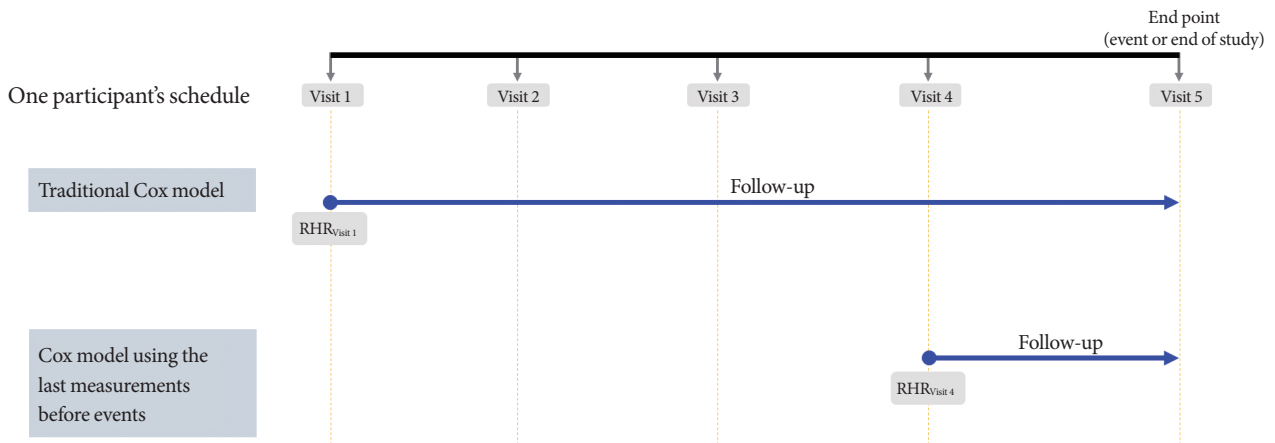 End point
(event or end of study)
One participant's schedule
Visit 1
Visit 2
Visit 3
Visit 4
Visit 5
Traditional Cox model
Follow-up
RHRVisit 1
Cox model using the
last measurements
before events
Follow-up
RHRVisit 4